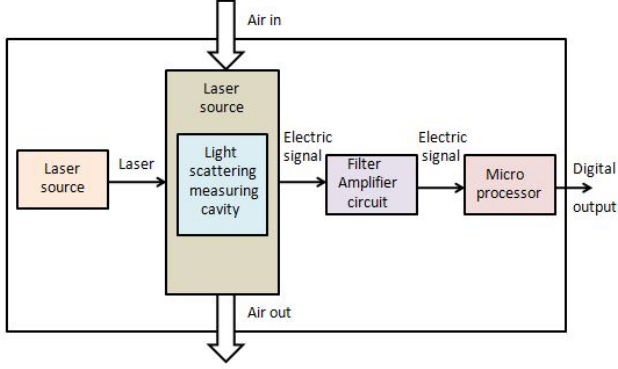 Air in
Laser
source
Laser
source
Laser
Light
scattering
measuring
cavity
Electric
signal
Filter
Amplifier
circuit
Electric
signal
Micro
processor
Digital
output
Air out